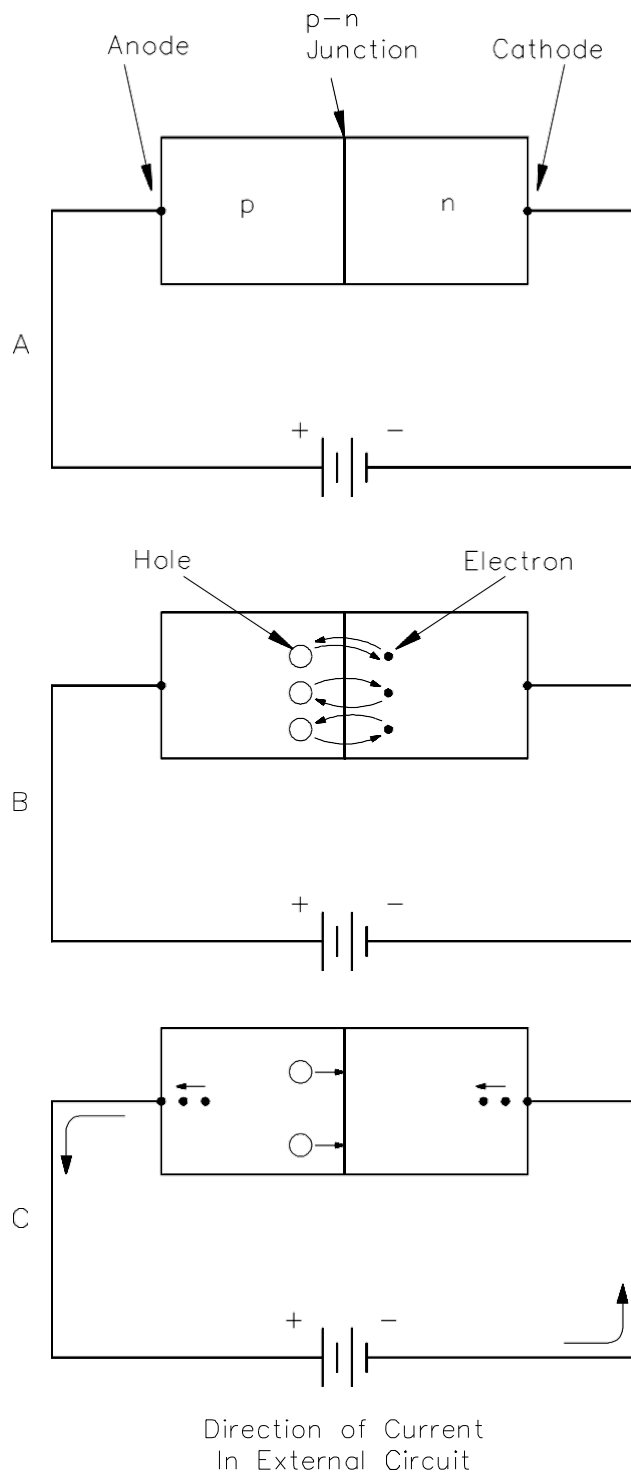 p-n
Junction
Anode
Cathode
p
n
A
+ -
Hole
Electron
B
+ -
C
+ -
Direction of Current
In External Circuit